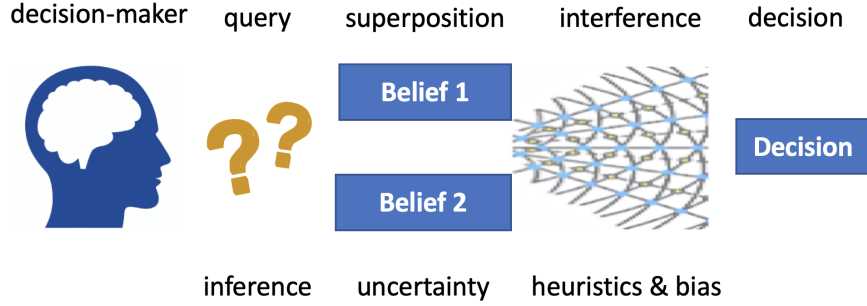 decision-maker query superposition interference decision
? ?
Belief 1
Decision
Belief 2
inference uncertainty heuristics & bias